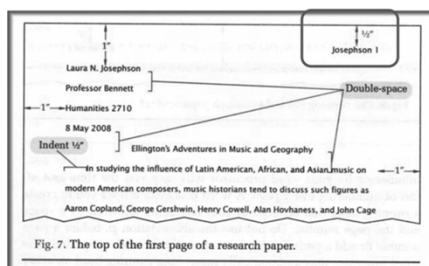 ½"
1"
Josephson 1
Laura N. Josephson
Professor Bennett
Double-space
1"
Humanities 2710
8 May 2008
Indent ½"
Ellington's Adventures in Music and Geography
In studying the influence of Latin American, African, and Asian music on
1"
modern American composers, music historians tend to discuss such figures as
Aaron Copland, George Gershwin, Henry Cowell, Alan Hovhaness, and John Cage
Fig. 7. The top of the first page of a research paper.